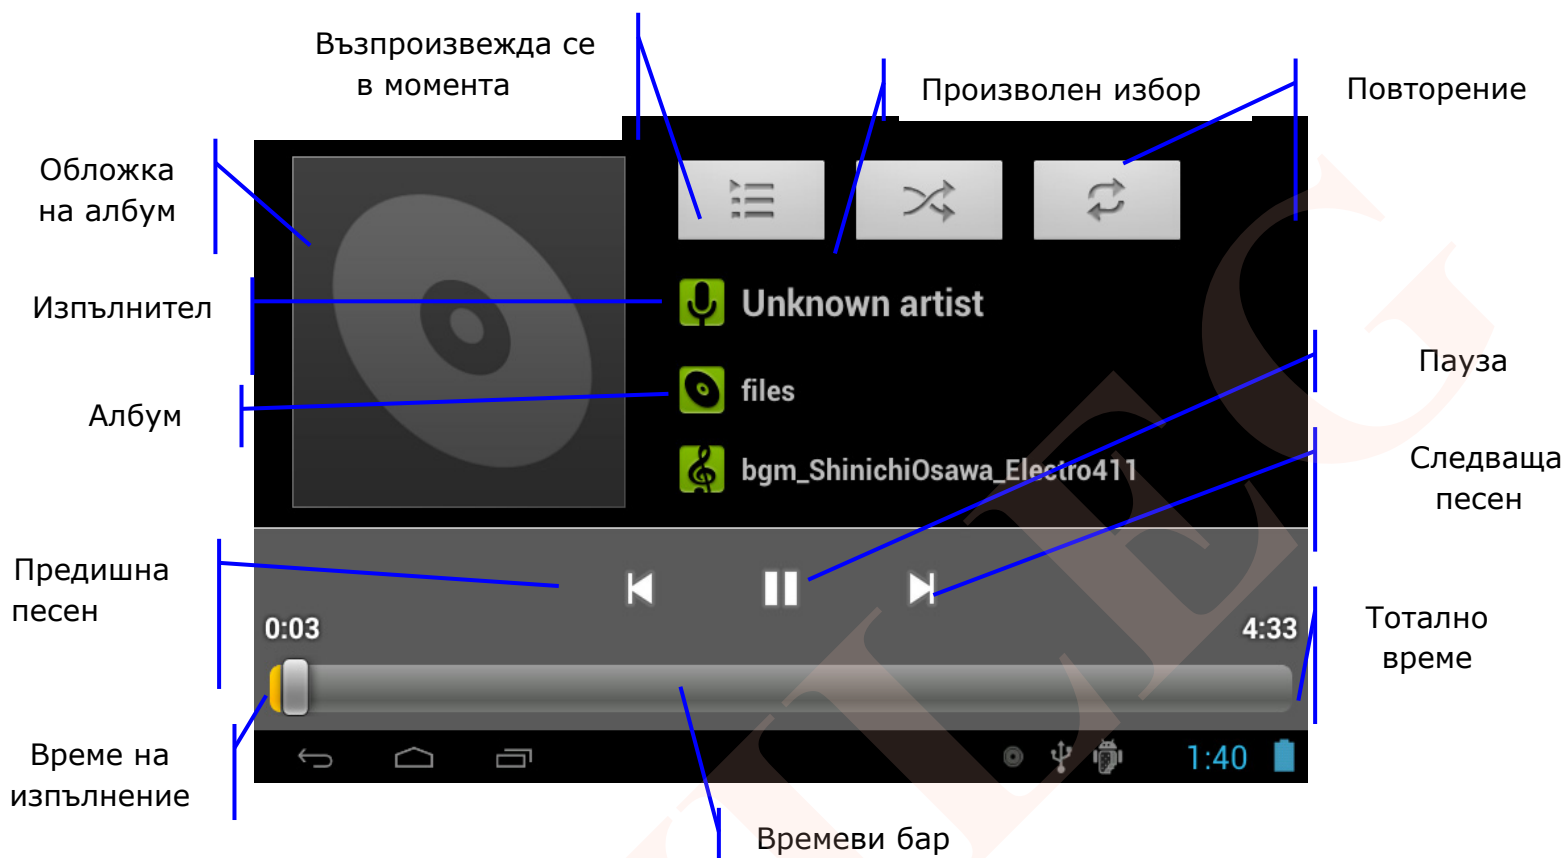 Възпроизвежда се
в момента
Произволен избор
Повторение
Обложка
на албум
Изпълнител
Unknown artist
Албум
files
bgm_ShinichiOsawa_Electro411
Пауза
Следваща
песен
Предишна
песен
0:03
4:33
Тотално
време
Време на
изпълнение
1:40
Времеви бар